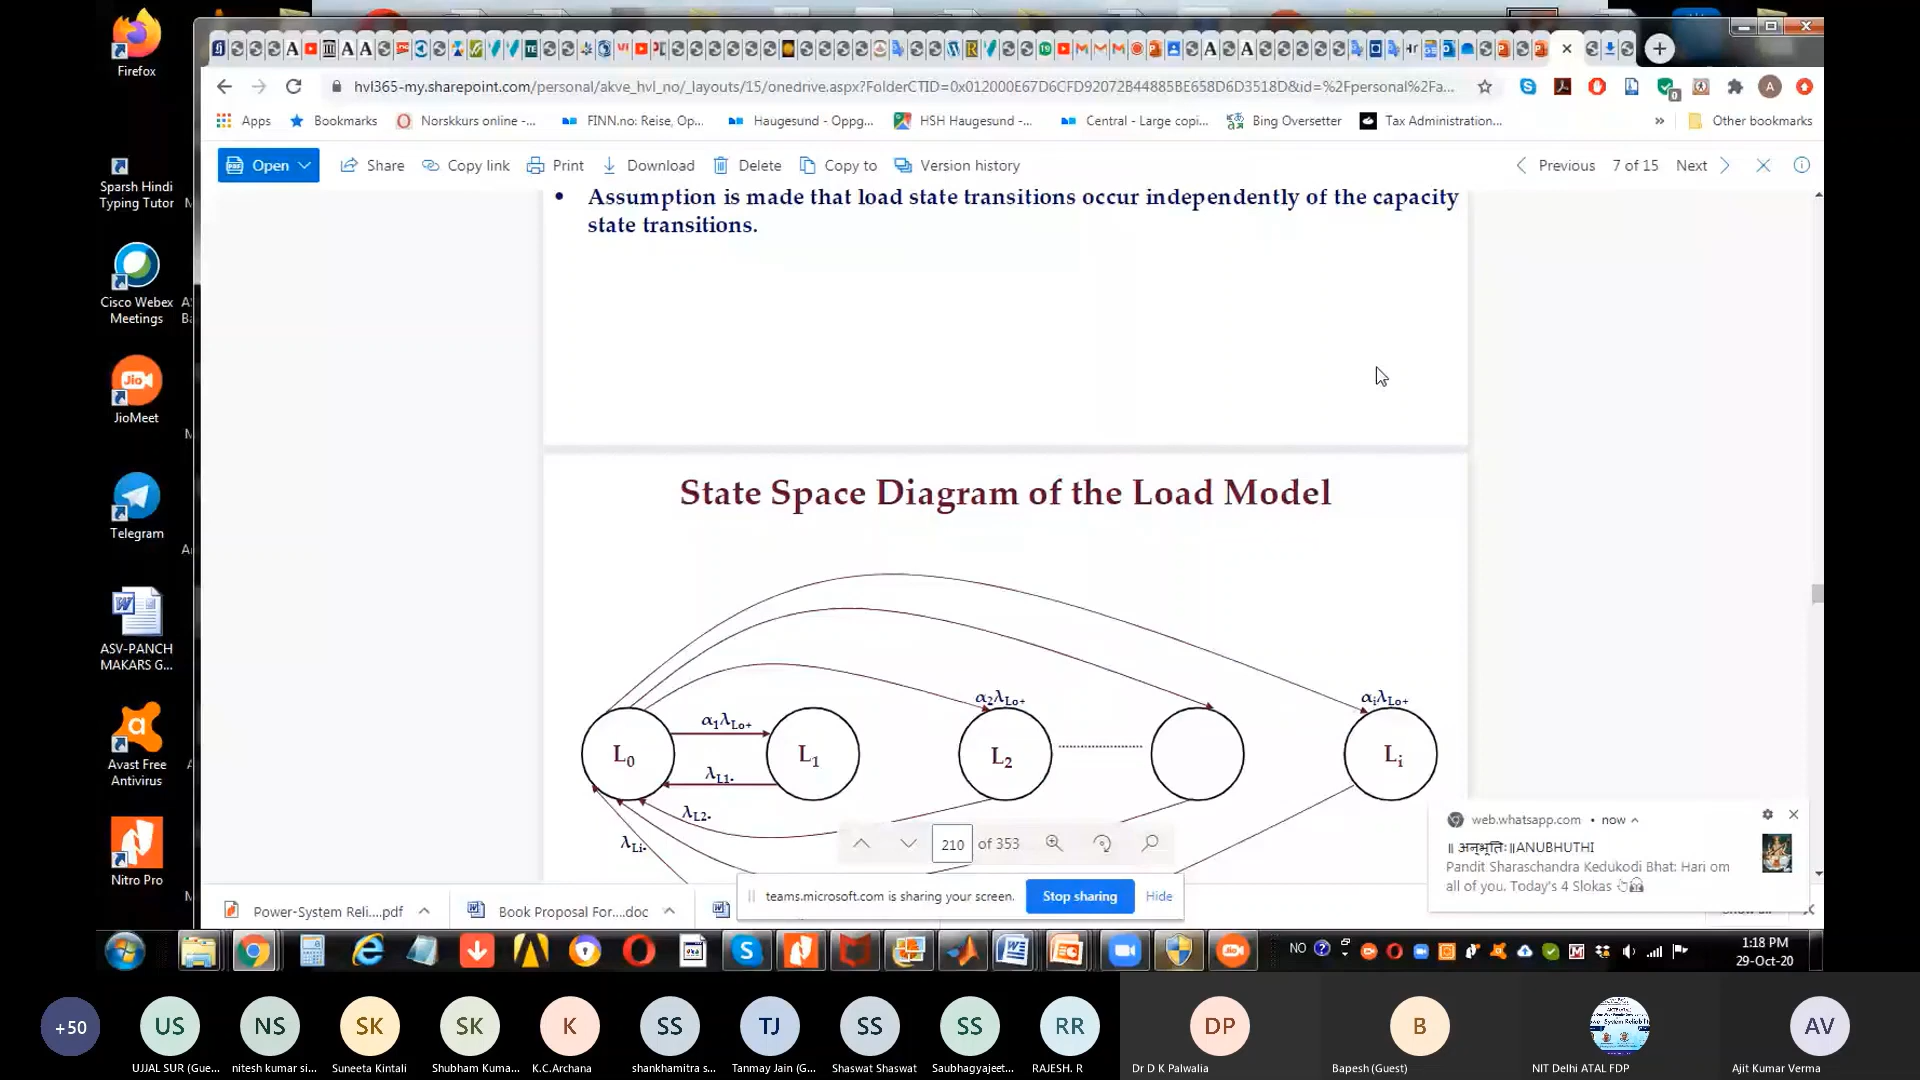 Firefox
hvl365-my.sharepoint.com/personal/akve_hvl_no/_layouts/15/onedrive.aspx?FolderCTID=0x012000E67D6CFD92072B44885BE658D6D3518D&id=%2Fpersonal%2Fa...
Apps
Bookmarks
Norskkurs online -...
FINN.no: Reise, Op...
Haugesund - Oppg...
HSH Haugesund -...
Central - Large copi...
Bing Oversetter
Tax Administration...
» Other bookmarks
Open
Share
Copy link
Print
Download
Delete
Copy to
Version history
Previous
7 of 15
Next
• Assumption is made that load state transitions occur independently of the capacity
state transitions.
Sparsh Hindi
Typing Tutor
Cisco Webex
Meetings
JioMeet
Telegram
ASV-PANCH
MAKARS G...
Avast Free
Antivirus
Nitro Pro
State Space Diagram of the Load Model
α1λLo+
α2λLo+
αiλLo+
L0
L1
L2
Li
λL1-
λL2-
λLi-
210 of 353
web.whatsapp.com • now
॥ अनुभूतिः॥ANUBHUTHI
Pandit Sharaschandra Kedukodi Bhat: Hari om
all of you. Today's 4 Slokas
teams.microsoft.com is sharing your screen.
Stop sharing
Hide
Power-System Reli....pdf
Book Proposal For....doc
NO
1:18 PM
29-Oct-20
+50
US
NS
SK
SK
K
SS
TJ
SS
SS
RR
DP
B
AV
UJJAL SUR (Gue...
nitesh kumar si...
Suneeta Kintali
Shubham Kuma...
K.C.Archana
shankhamitra s...
Tanmay Jain (G...
Shaswat Shaswat
Saubhagyajeet...
RAJESH. R
Dr D K Palwalia
Bapesh(Guest)
NIT Delhi ATAL FDP
Ajit Kumar Verma